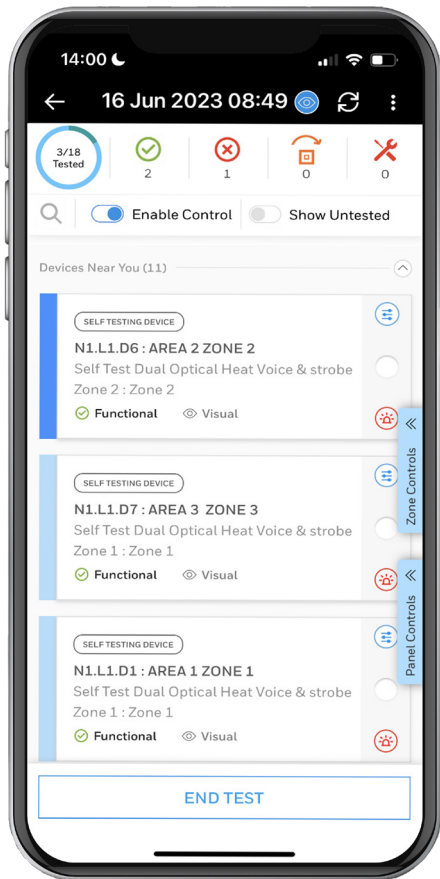 14:00
16 Jun 2023 08:49
3/18
Tested
2
1
0
0
Enable Control
Show Untested
Devices Near You (11)
SELF TESTING DEVICE
N1.L1.D6 : AREA 2 ZONE 2
Self Test Dual Optical Heat Voice & strobe
Zone 2 : Zone 2
Functional Visual
SELF TESTING DEVICE
N1.L1.D7 : AREA 3 ZONE 3
Self Test Dual Optical Heat Voice & strobe
Zone 1 : Zone 1
Functional Visual
SELF TESTING DEVICE
N1.L1.D1 : AREA 1 ZONE 1
Self Test Dual Optical Heat Voice & strobe
Zone 1 : Zone 1
Functional Visual
Zone Controls
Panel Controls
END TEST